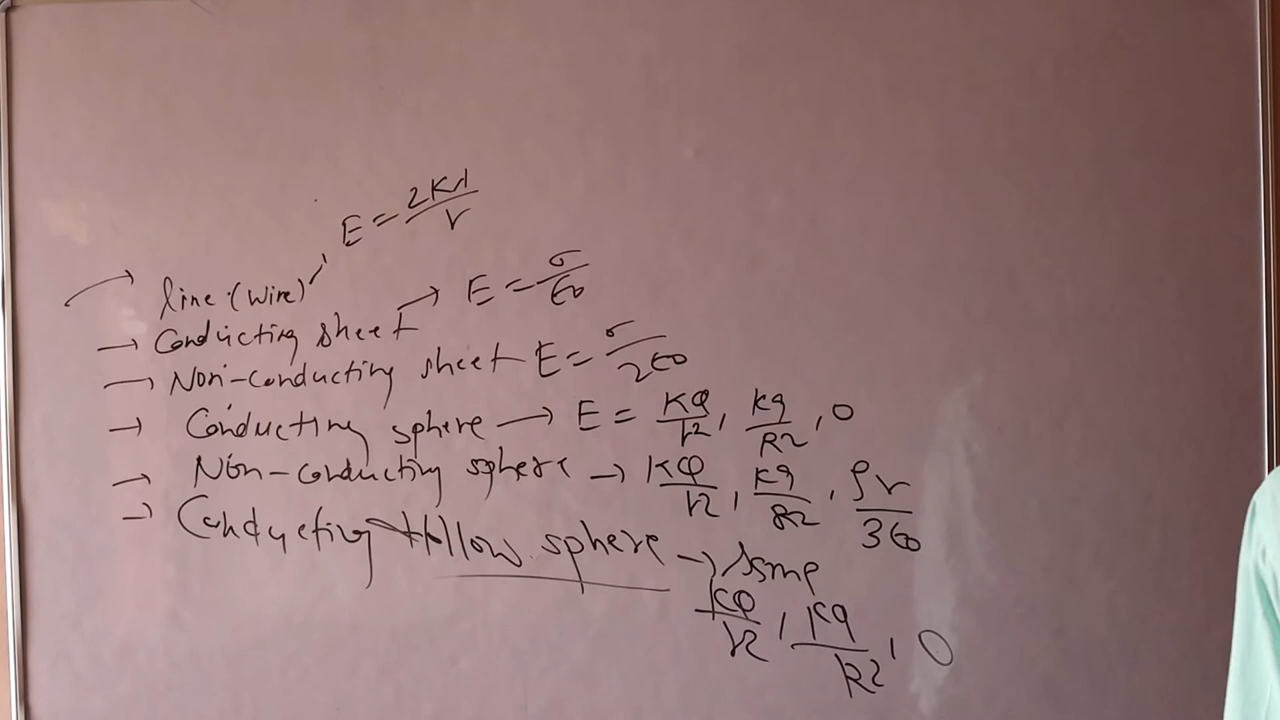 E = 2Kλ/r
→ line (wire)
→ Conducting sheet → E = σ/ε0
→ Non-conducting sheet E = σ/2ε0
→ Conducting sphere → E = KQ/r2, Kq/R2, 0
→ Non-conducting sphere → KQ/r2, Kq/R2, ρr/3ε0
→ Conducting Hollow sphere → Same
KQ/r2, Kq/R2, 0